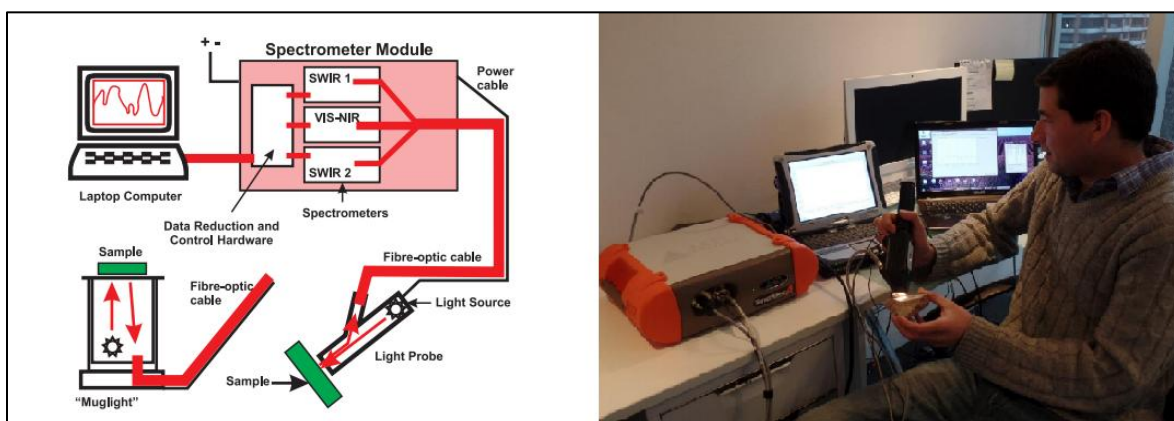 + -
Spectrometer Module
SWIR 1
VIS-NIR
SWIR 2
Power
cable
Laptop Computer
Spectrometers
Data Reduction and
Control Hardware
Sample
Fibre-optic
cable
"Muglight"
Fibre-optic cable
Light Source
Light Probe
Sample